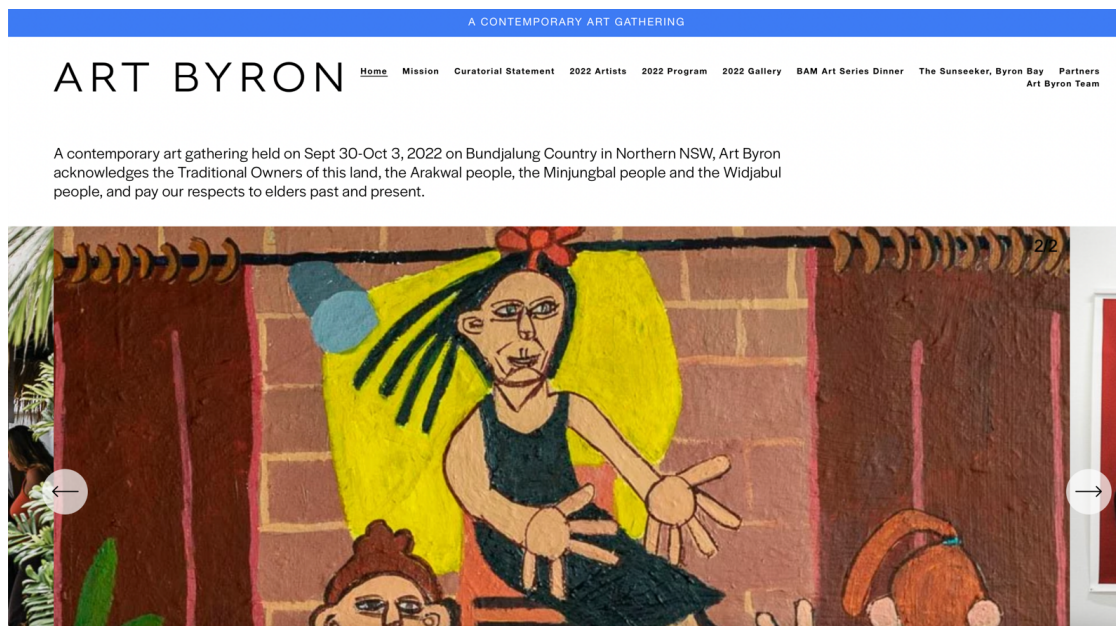 A CONTEMPORARY ART GATHERING
ART BYRON
Home Mission Curatorial Statement 2022 Artists 2022 Program 2022 Gallery BAM Art Series Dinner The Sunseeker, Byron Bay Partners
Art Byron Team
A contemporary art gathering held on Sept 30-Oct 3, 2022 on Bundjalung Country in Northern NSW, Art Byron
acknowledges the Traditional Owners of this land, the Arakwal people, the Minjungbal people and the Widjabul
people, and pay our respects to elders past and present.
2/2